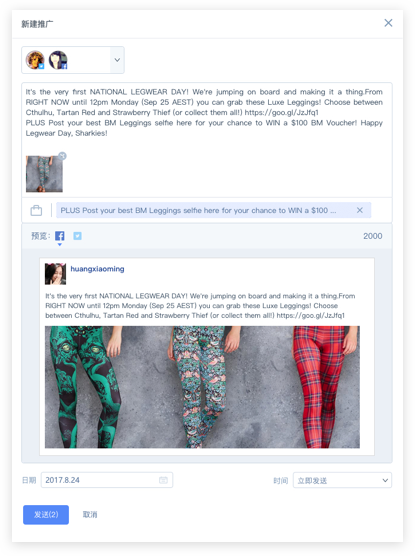 新建推广
It's the very first NATIONAL LEGWEAR DAY! We're jumping on board and making it a thing.From
RIGHT NOW until 12pm Monday (Sep 25 AEST) you can grab these Luxe Leggings! Choose between
Cthulhu, Tartan Red and Strawberry Thief (or collect them all!) https://goo.gl/JzJfq1
PLUS Post your best BM Leggings selfie here for your chance to WIN a $100 BM Voucher! Happy
Legwear Day, Sharkies!
PLUS Post your best BM Leggings selfie here for your chance to WIN a $100 ...
预览: 2000
huangxiaoming
It's the very first NATIONAL LEGWEAR DAY! We're jumping on board and making it a thing.From
RIGHT NOW until 12pm Monday (Sep 25 AEST) you can grab these Luxe Leggings! Choose
between Cthulhu, Tartan Red and Strawberry Thief (or collect them all!) https://goo.gl/JzJfq1
日期 2017.8.24 时间 立即发送
发送(2) 取消